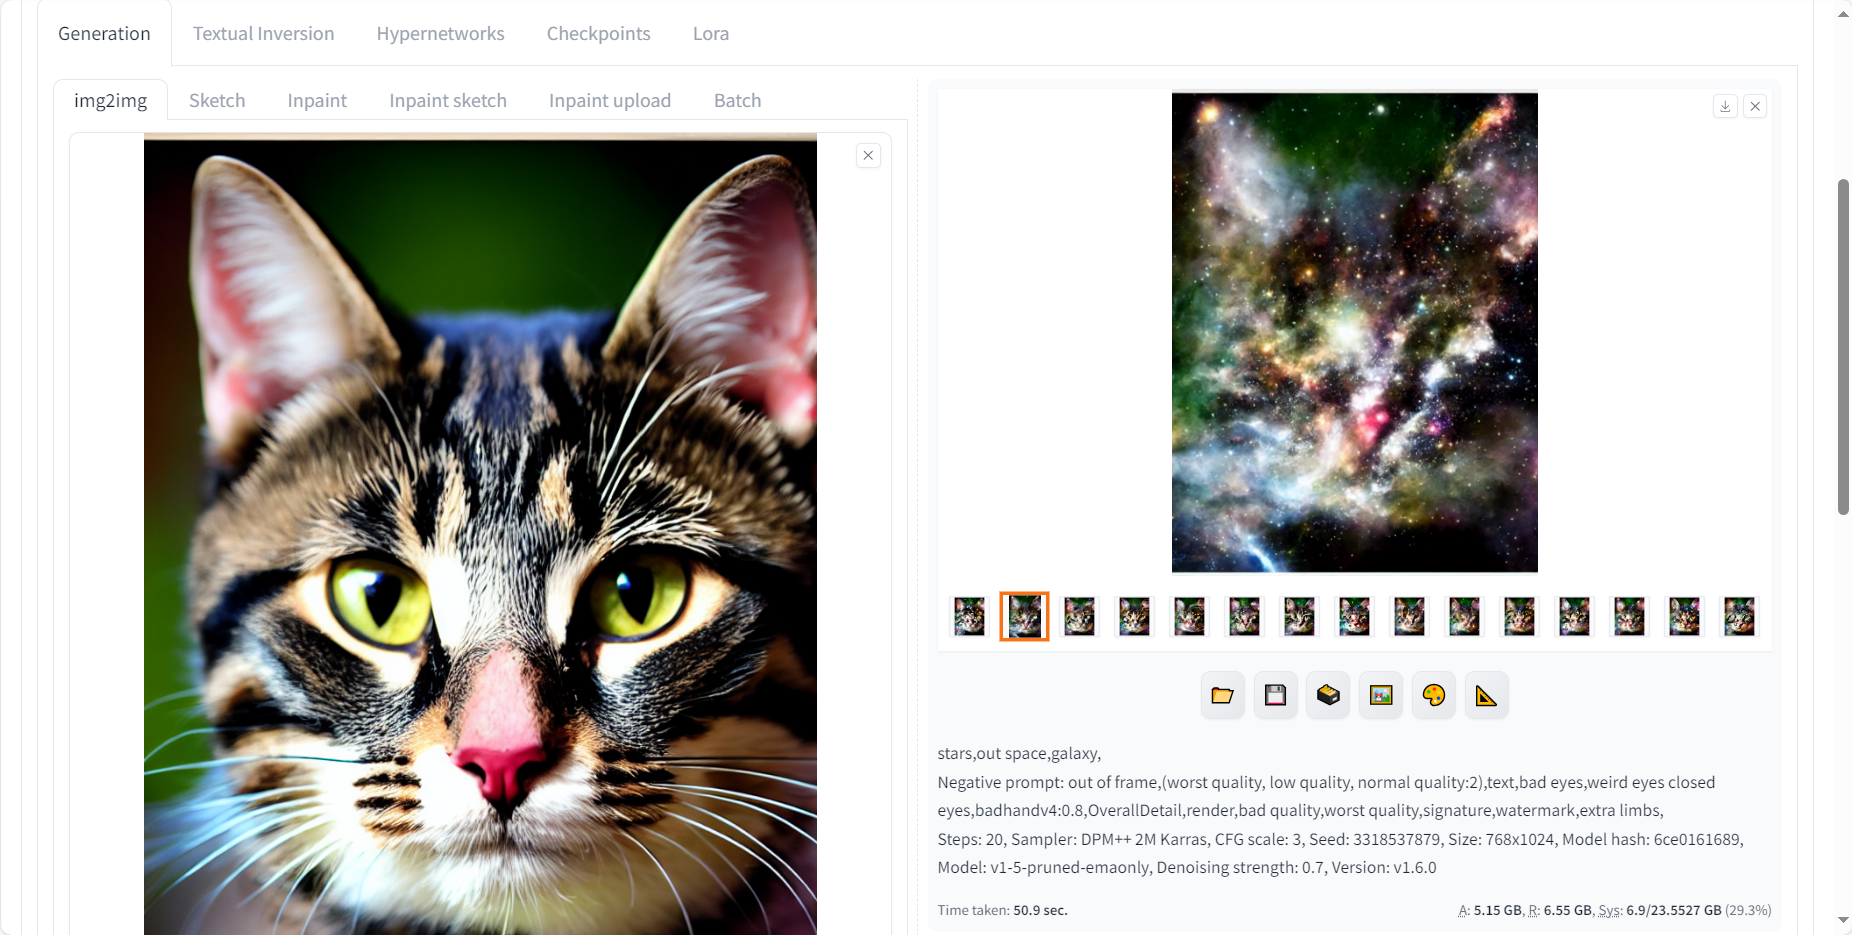 Generation Textual Inversion Hypernetworks Checkpoints Lora
img2img Sketch Inpaint Inpaint sketch Inpaint upload Batch
stars,out space,galaxy,
Negative prompt: out of frame,(worst quality, low quality, normal quality:2),text,bad eyes,weird eyes closed
eyes,badhandv4:0.8,OverallDetail,render,bad quality,worst quality,signature,watermark,extra limbs,
Steps: 20, Sampler: DPM++ 2M Karras, CFG scale: 3, Seed: 3318537879, Size: 768x1024, Model hash: 6ce0161689,
Model: v1-5-pruned-emaonly, Denoising strength: 0.7, Version: v1.6.0
Time taken: 50.9 sec. A: 5.15 GB, R: 6.55 GB, Sys: 6.9/23.5527 GB (29.3%)